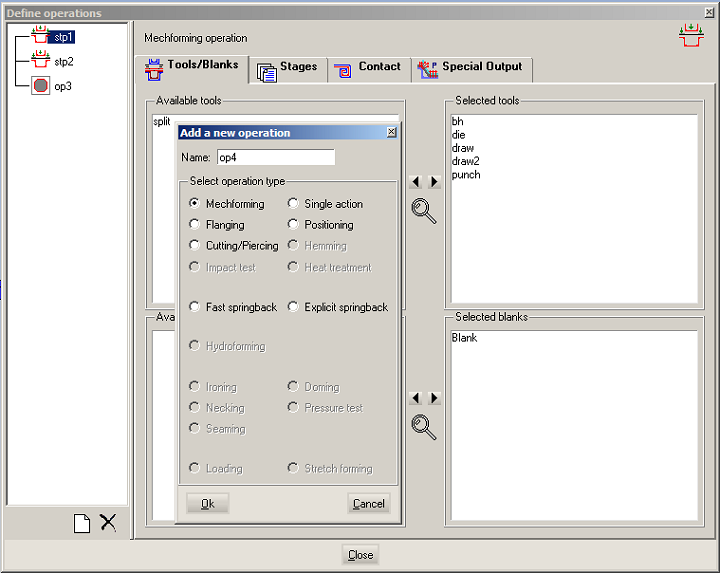 Define operations
stp1
stp2
op3
Mechforming operation
Tools/Blanks
Stages
Contact
Special Output
Available tools
split
Selected tools
bh
die
draw
draw2
punch
Add a new operation
Name: op4
Select operation type
Mechforming Single action
Flanging Positioning
Cutting/Piercing Hemming
Impact test Heat treatment
Fast springback Explicit springback
Hydroforming
Ironing Doming
Necking Pressure test
Seaming
Loading Stretch forming
Ok Cancel
Ava
Selected blanks
Blank
Close